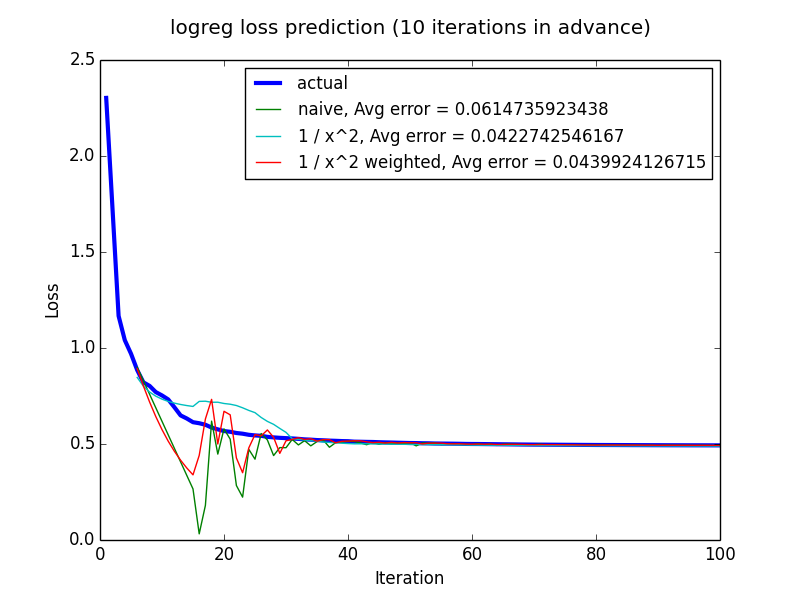 logreg loss prediction (10 iterations in advance)
2.5
2.0
1.5
1.0
0.5
0.0
Loss
actual
naive, Avg error = 0.0614735923438
1 / x^2, Avg error = 0.0422742546167
1 / x^2 weighted, Avg error = 0.0439924126715
0 20 40 60 80 100
Iteration